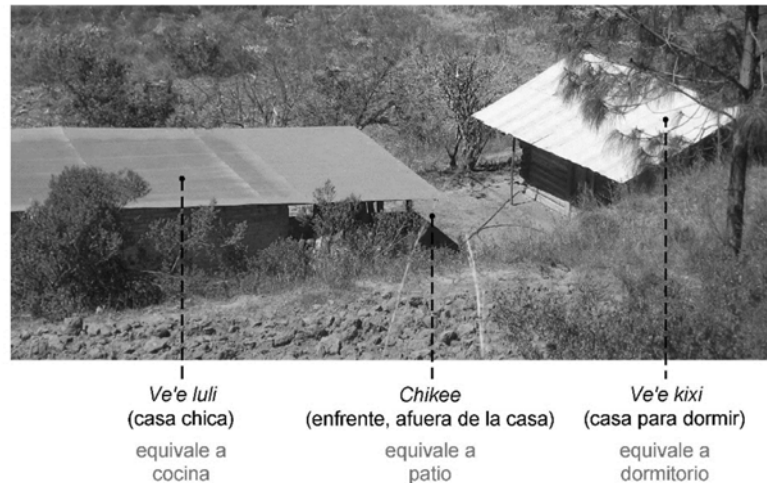 Ve'e luli
(casa chica)
equivale a
cocina
Chikee
(enfrente, afuera de la casa)
equivale a
patio
Ve'e kixi
(casa para dormir)
equivale a
dormitorio